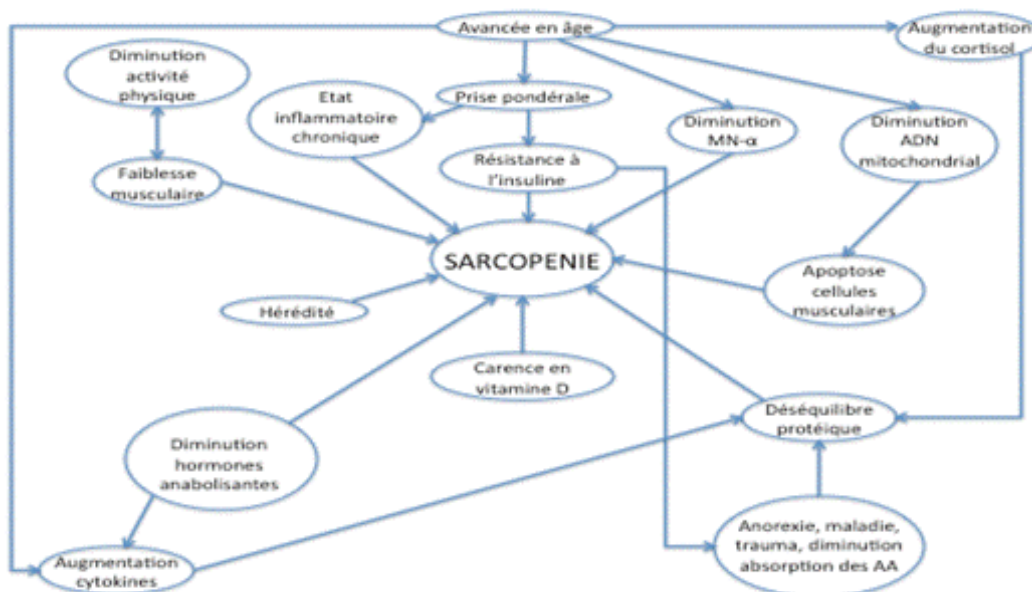 Avancée en âge
Augmentation
du cortisol
Diminution
activité
physique
Etat
inflammatoire
chronique
Prise pondérale
Diminution
MN-α
Diminution
ADN
mitochondrial
Faiblesse
musculaire
Résistance à
l'insuline
SARCOPENIE
Apoptose
cellules
musculaires
Hérédité
Carence en
vitamine D
Déséquilibre
protéique
Diminution
hormones
anabolisantes
Anorexie, maladie,
trauma, diminution
absorption des AA
Augmentation
cytokines